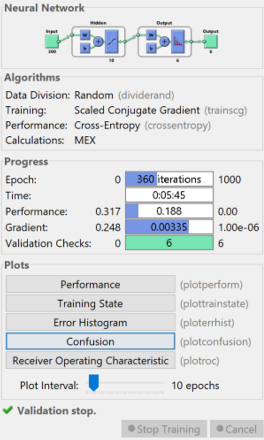 Neural Network
Hidden
Output
Input
Output
W
W
b
b
300
6
10
6
Algorithms
Data Division: Random (dividerand)
Training: Scaled Conjugate Gradient (trainscg)
Performance: Cross-Entropy (crossentropy)
Calculations: MEX
Progress
Epoch: 0 360 iterations 1000
Time: 0:05:45
Performance: 0.317 0.188 0.00
Gradient: 0.248 0.00335 1.00e-06
Validation Checks: 0 6 6
Plots
Performance (plotperform)
Training State (plottrainstate)
Error Histogram (ploterrhist)
Confusion (plotconfusion)
Receiver Operating Characteristic (plotroc)
Plot Interval: 10 epochs
Validation stop.
Stop Training Cancel